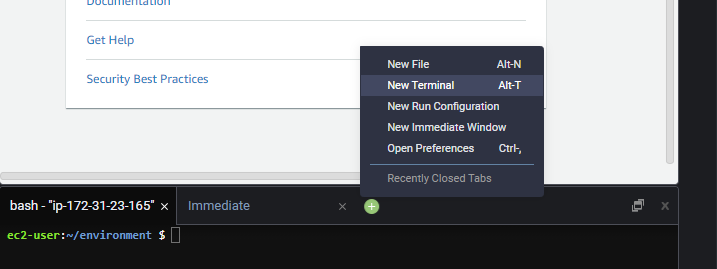 Documentation
Get Help
Security Best Practices
New File Alt-N
New Terminal Alt-T
New Run Configuration
New Immediate Window
Open Preferences Ctrl-,
Recently Closed Tabs
bash - "ip-172-31-23-165" × Immediate ×
ec2-user:~/environment $